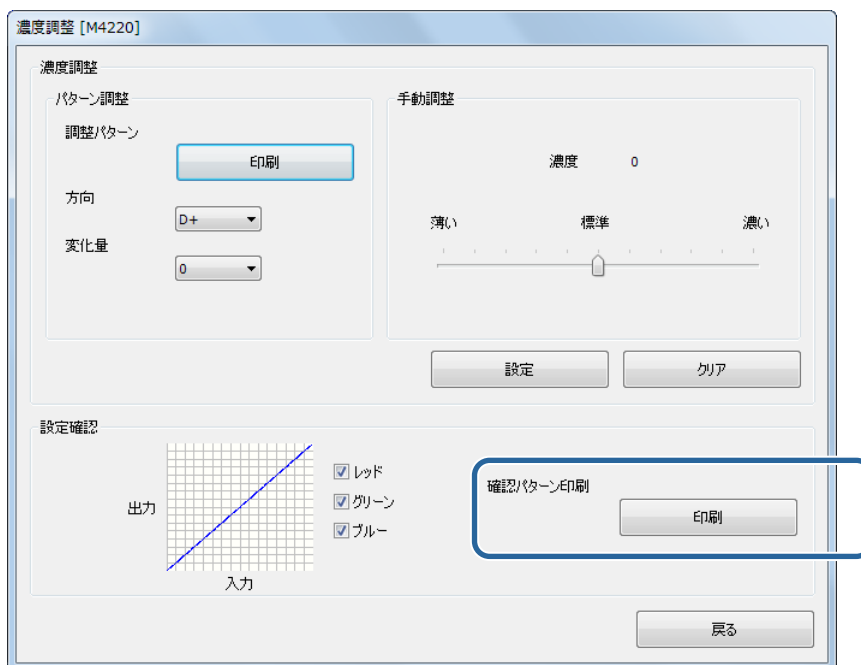 濃度調整 [M4220]
濃度調整
パターン調整
調整パターン
印刷
方向
D+
変化量
0
手動調整
濃度 0
薄い 標準 濃い
設定 クリア
設定確認
出力
入力
レッド
グリーン
ブルー
確認パターン印刷
印刷
戻る